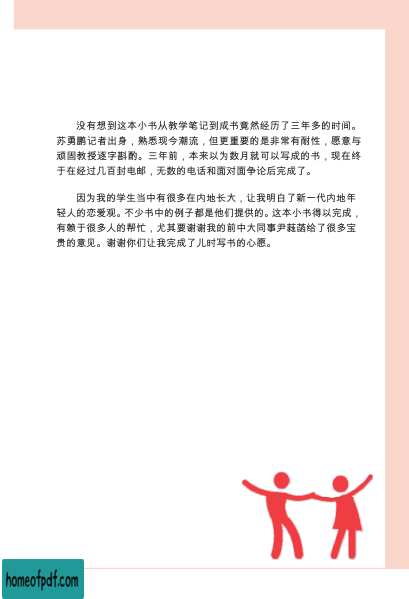 没有想到这本小书从教学笔记到成书竟然经历了三年多的时间。
苏勇鹏记者出身，熟悉现今潮流，但更重要的是非常有耐性，愿意与
顽固教授逐字斟酌。三年前，本来以为数月就可以写成的书，现在终
于在经过几百封电邮，无数的电话和面对面争论后完成了。
因为我的学生当中有很多在内地长大，让我明白了新一代内地年
轻人的恋爱观。不少书中的例子都是他们提供的。这本小书得以完成，
有赖于很多人的帮忙，尤其要谢谢我的前中大同事尹蕋菡给了很多宝
贵的意见。谢谢你们让我完成了儿时写书的心愿。
homeofpdf.com